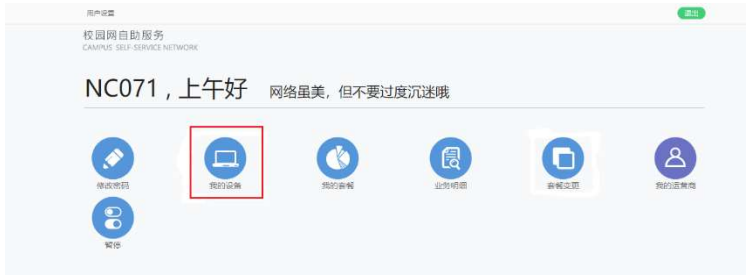 用户设置
退出
校园网自助服务
CAMPUS SELF-SERVICE NETWORK
NC071，上午好 网络虽美，但不要过度沉迷哦
修改密码 我的设备 我的套餐 业务明细 套餐变更 我的运营商
暂停